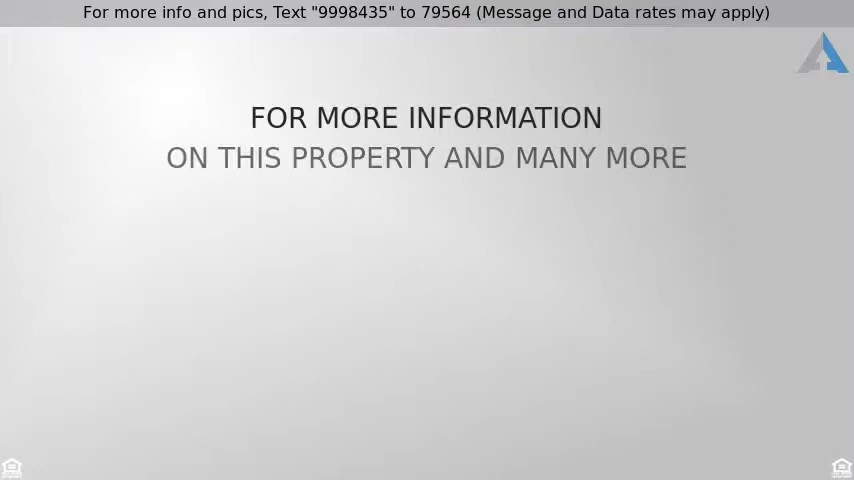 For more info and pics, Text "9998435" to 79564 (Message and Data rates may apply)
FOR MORE INFORMATION
ON THIS PROPERTY AND MANY MORE